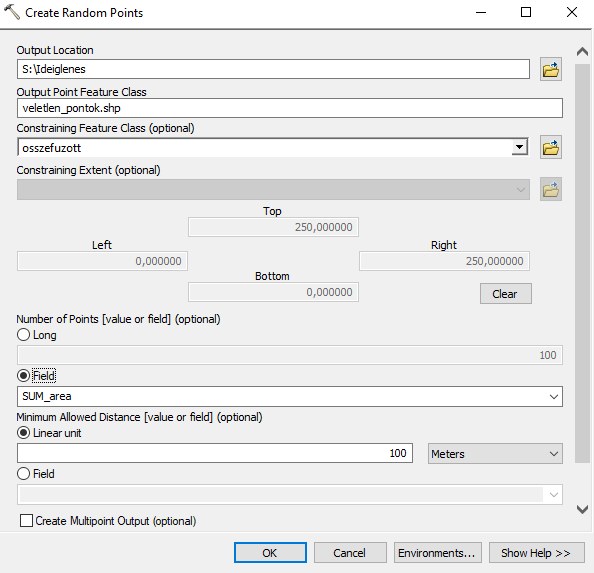 Create Random Points
Output Location
S:\Ideiglenes
Output Point Feature Class
veletlen_pontok.shp
Constraining Feature Class (optional)
osszefuzott
Constraining Extent (optional)
Top
250,000000
Left
Right
0,000000
250,000000
Bottom
0,000000
Clear
Number of Points [value or field] (optional)
Long
100
Field
SUM_area
Minimum Allowed Distance [value or field] (optional)
Linear unit
100
Meters
Field
Create Multipoint Output (optional)
OK
Cancel
Environments...
Show Help >>